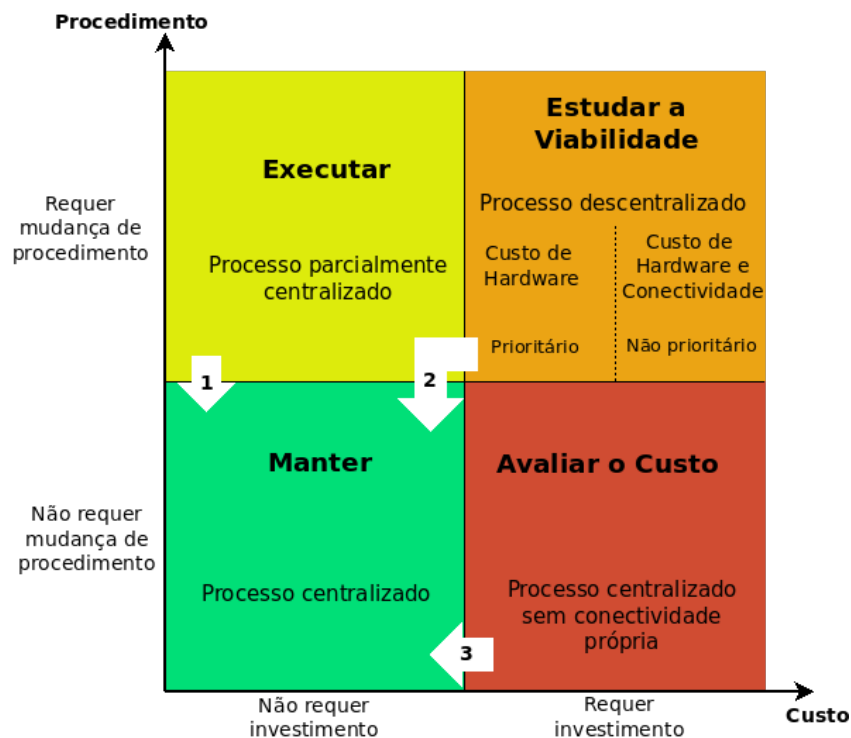 Procedimento
Requer
mudança de
procedimento
Executar
Processo parcialmente
centralizado
Estudar a
Viabilidade
Processo descentralizado
Custo de
Hardware
Prioritário
Custo de
Hardware e
Conectividade
Não prioritário
1
2
Não requer
mudança de
procedimento
Manter
Processo centralizado
Avaliar o Custo
Processo centralizado
sem conectividade
própria
3
Não requer
investimento
Requer
investimento
Custo